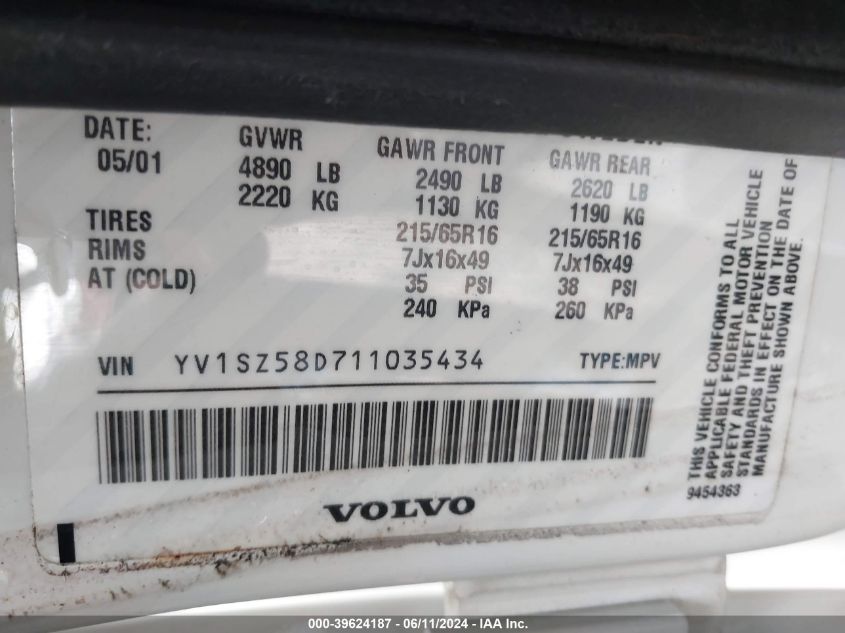 DATE: GVWR GAWR FRONT GAWR REAR
05/01 4890 LB 2490 LB 2620 LB
2220 KG 1130 KG 1190 KG
TIRES 215/65R16 215/65R16
RIMS 7Jx16x49 7Jx16x49
AT (COLD) 35 PSI 38 PSI
240 KPa 260 KPa
VIN YV1SZ58D711035434 TYPE:MPV
VOLVO
THIS VEHICLE CONFORMS TO ALL
APPLICABLE FEDERAL MOTOR VEHICLE
SAFETY AND THEFT PREVENTION
STANDARDS IN EFFECT ON THE DATE OF
MANUFACTURE SHOWN ABOVE.
9454363
000-39624187 - 06/11/2024 - IAA Inc.